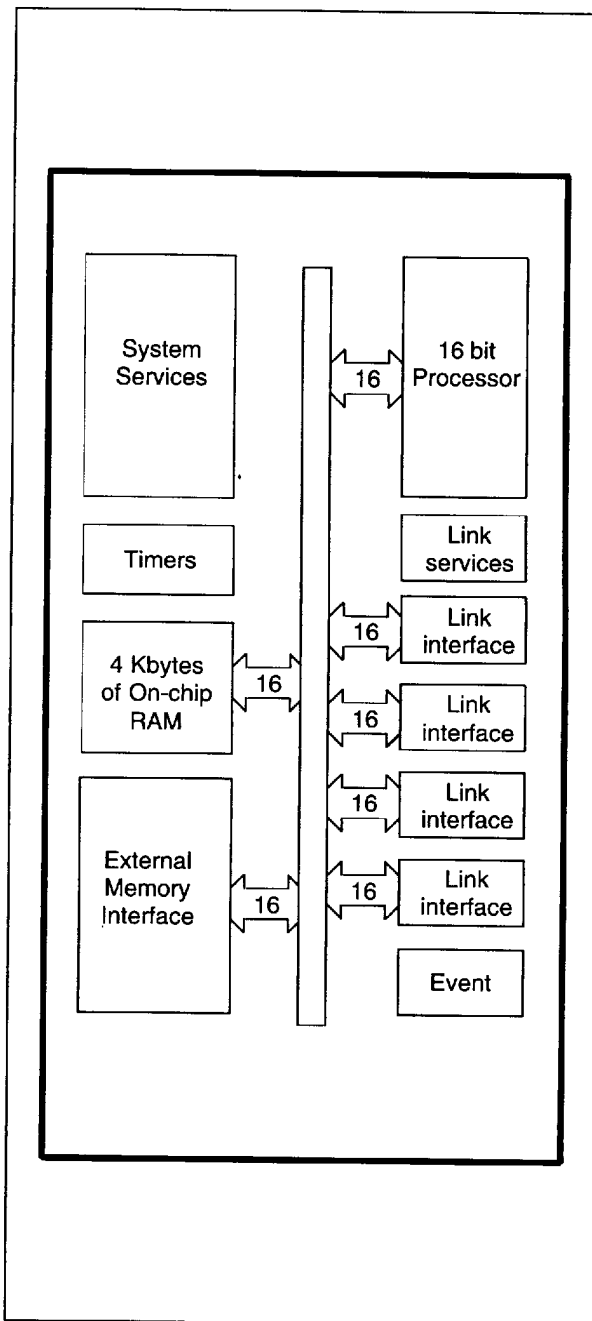 System
Services
16
16 bit
Processor
Timers
Link
services
4 Kbytes
of On-chip
RAM
16
16
Link
interface
16
Link
interface
16
Link
interface
External
Memory
Interface
16
16
Link
interface
Event